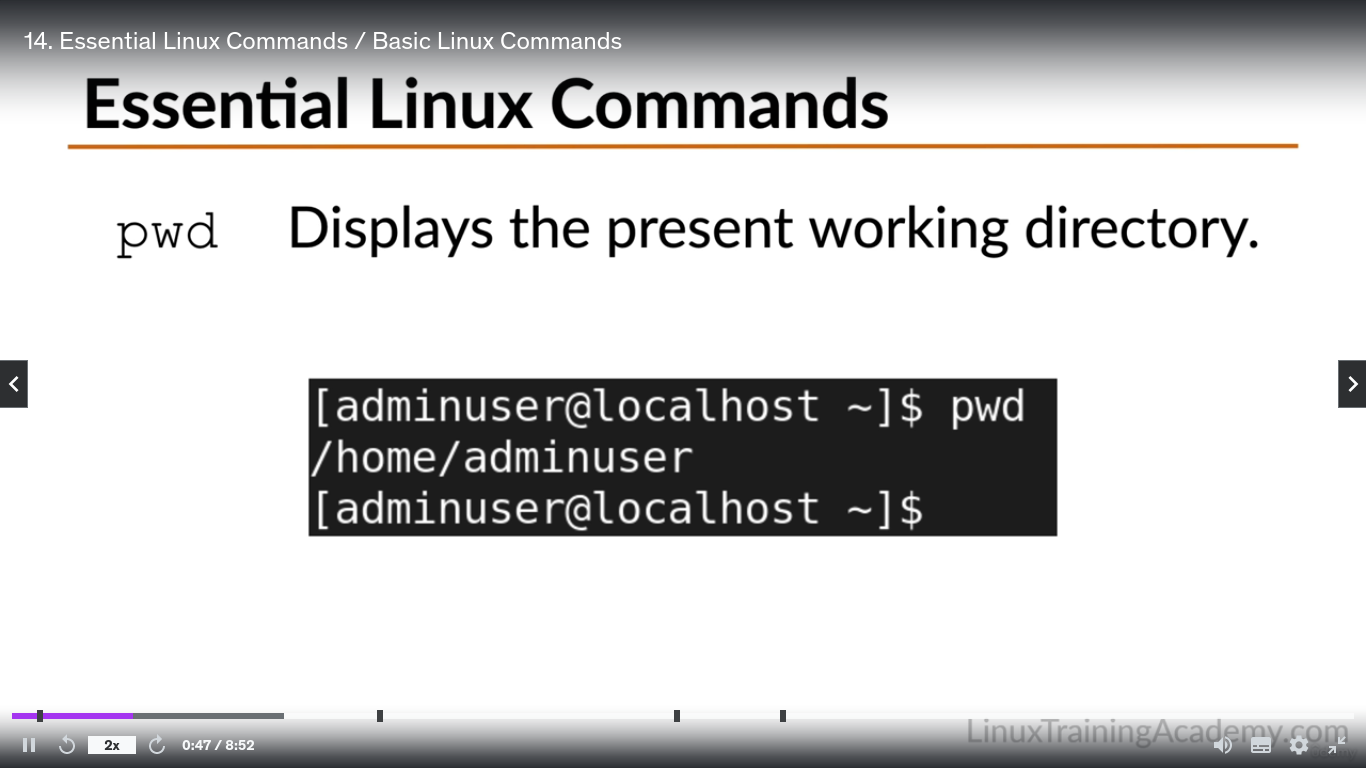 14. Essential Linux Commands / Basic Linux Commands
Essential Linux Commands
pwd Displays the present working directory.
[adminuser@localhost ~]$ pwd
/home/adminuser
[adminuser@localhost ~]$
LinuxTrainingAcademy.com
2x 0:47 / 8:52